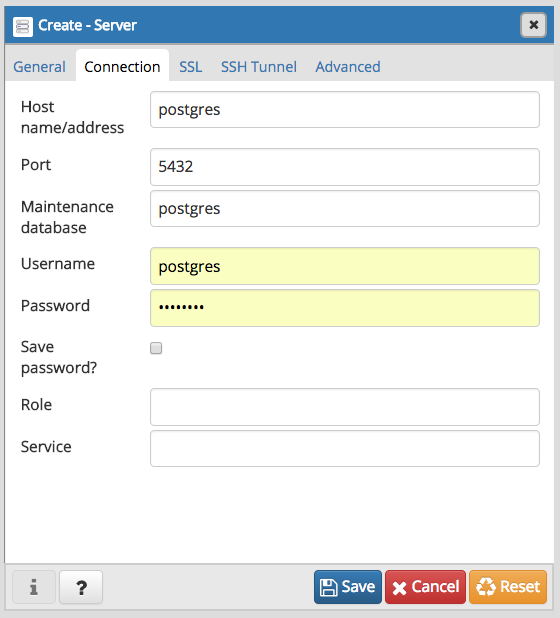 Create - Server
General Connection SSL SSH Tunnel Advanced
Host
name/address
postgres
Port
5432
Maintenance
database
postgres
Username
postgres
Password
••••••••
Save
password?
Role
Service
i ? Save Cancel Reset